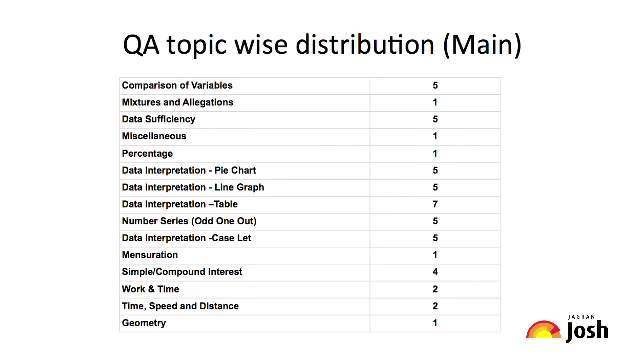 QA topic wise distribution (Main)
Comparison of Variables 5
Mixtures and Allegations 1
Data Sufficiency 5
Miscellaneous 1
Percentage 1
Data Interpretation - Pie Chart 5
Data Interpretation - Line Graph 5
Data Interpretation –Table 7
Number Series (Odd One Out) 5
Data Interpretation -Case Let 5
Mensuration 1
Simple/Compound Interest 4
Work & Time 2
Time, Speed and Distance 2
Geometry 1
JAGRAN
Josh